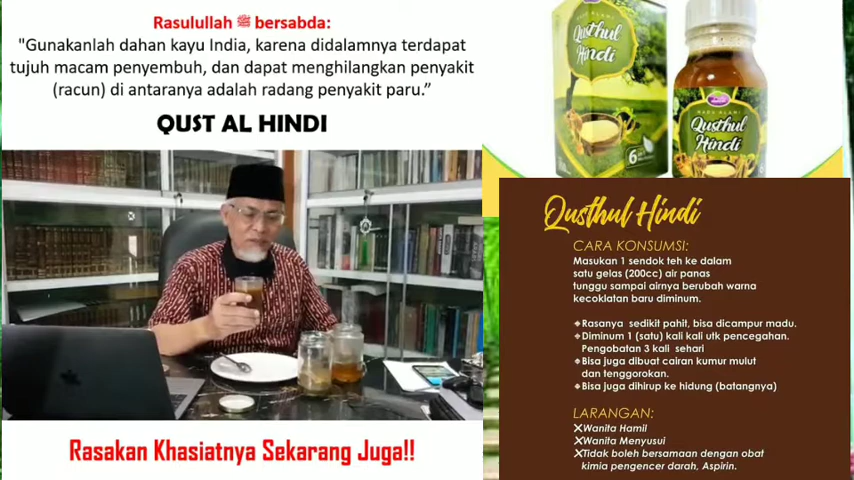 Rasulullah ﷺ bersabda:
"Gunakanlah dahan kayu India, karena didalamnya terdapat
tujuh macam penyembuh, dan dapat menghilangkan penyakit
(racun) di antaranya adalah radang penyakit paru.”
QUST AL HINDI
Rasakan Khasiatnya Sekarang Juga!!
Qusthul
Hindi
6
MADU ALAMI
Qusthul
Hindi
Qusthul Hindi
CARA KONSUMSI:
Masukan 1 sendok teh ke dalam
satu gelas (200cc) air panas
tunggu sampai airnya berubah warna
kecoklatan baru diminum.
Rasanya sedikit pahit, bisa dicampur madu.
Diminum 1 (satu) kali kali utk pencegahan.
Pengobatan 3 kali sehari
Bisa juga dibuat cairan kumur mulut
dan tenggorokan.
Bisa juga dihirup ke hidung (batangnya)
LARANGAN:
✕Wanita Hamil
✕Wanita Menyusui
✕Tidak boleh bersamaan dengan obat
kimia pengencer darah, Aspirin.